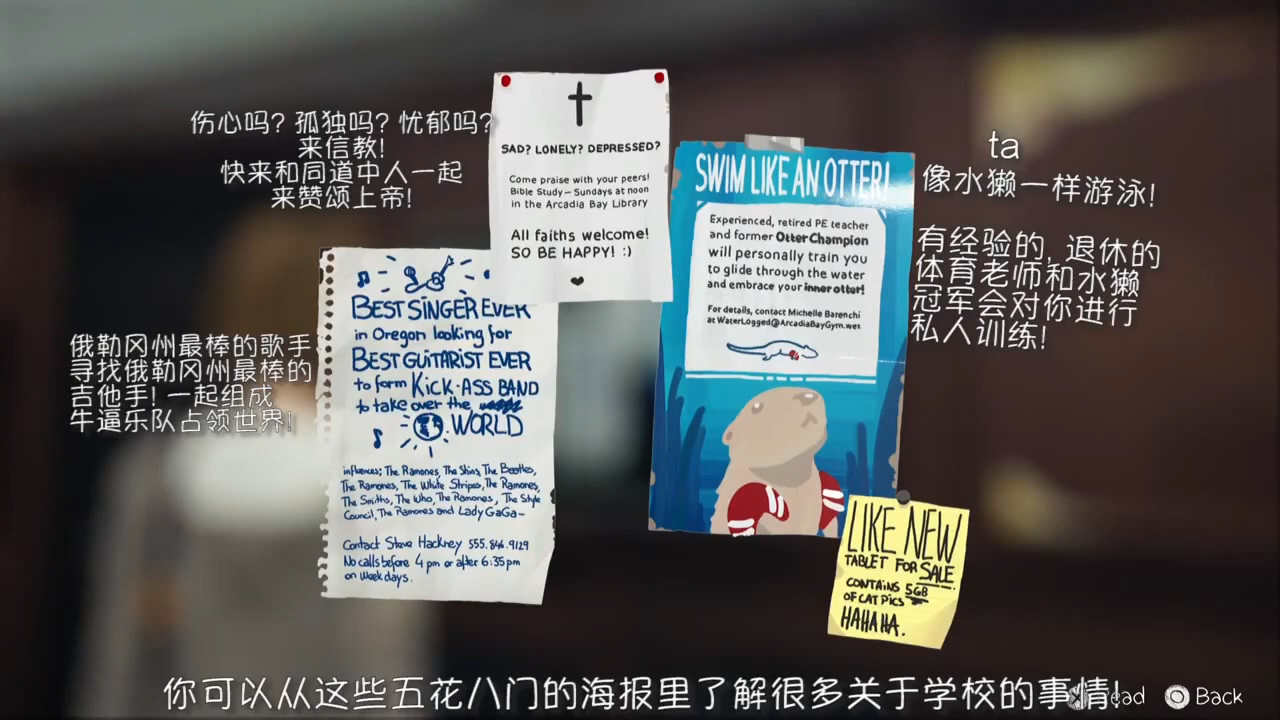 伤心吗? 孤独吗? 忧郁吗?
来信教!
快来和同道中人一起
来赞颂上帝!
SAD? LONELY? DEPRESSED?
Come praise with your peers!
Bible Study – Sundays at noon
in the Arcadia Bay Library
All faiths welcome!
SO BE HAPPY! :)
SWIM LIKE AN OTTER!
Experienced, retired PE teacher
and former Otter Champion
will personally train you
to glide through the water
and embrace your inner otter!
For details, contact Michelle Barenchi
at WaterLogged@ArcadiaBayGym.wet
ta
像水獭一样游泳!
有经验的, 退休的
体育老师和水獭
冠军会对你进行
私人训练!
俄勒冈州最棒的歌手
寻找俄勒冈州最棒的
吉他手! 一起组成
牛逼乐队占领世界!
BEST SINGER EVER
in Oregon looking for
BEST GUITARIST EVER
to form KICK-ASS BAND
to take over the
WORLD
influences: The Ramones, The Shins, The Beatles,
The Ramones, The White Stripes, The Ramones,
The Smiths, The Who, The Ramones, The Style
Council, The Ramones and Lady GaGa-
Contact Steve Hackney 555.846.9129
No calls before 4 pm or after 6:35 pm
on weekdays.
LIKE NEW
TABLET FOR SALE.
CONTAINS 5GB
OF CAT PICS
HAHAHA.
你可以从这些五花八门的海报里了解很多关于学校的事情!
Read
Back